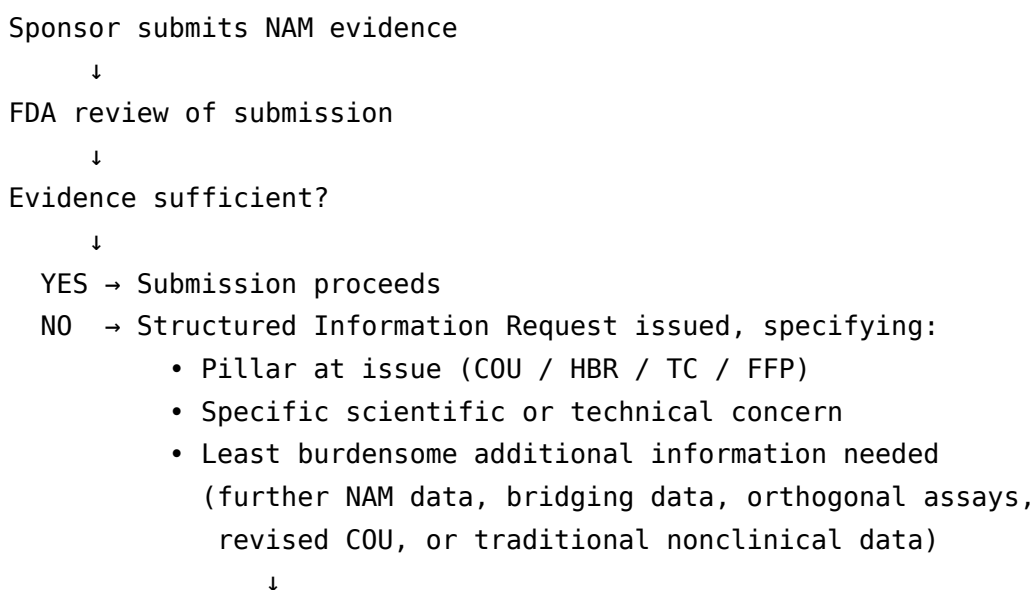 Sponsor submits NAM evidence
↓
FDA review of submission
↓
Evidence sufficient?
↓
YES → Submission proceeds
NO → Structured Information Request issued, specifying:
• Pillar at issue (COU / HBR / TC / FFP)
• Specific scientific or technical concern
• Least burdensome additional information needed
(further NAM data, bridging data, orthogonal assays,
revised COU, or traditional nonclinical data)
↓